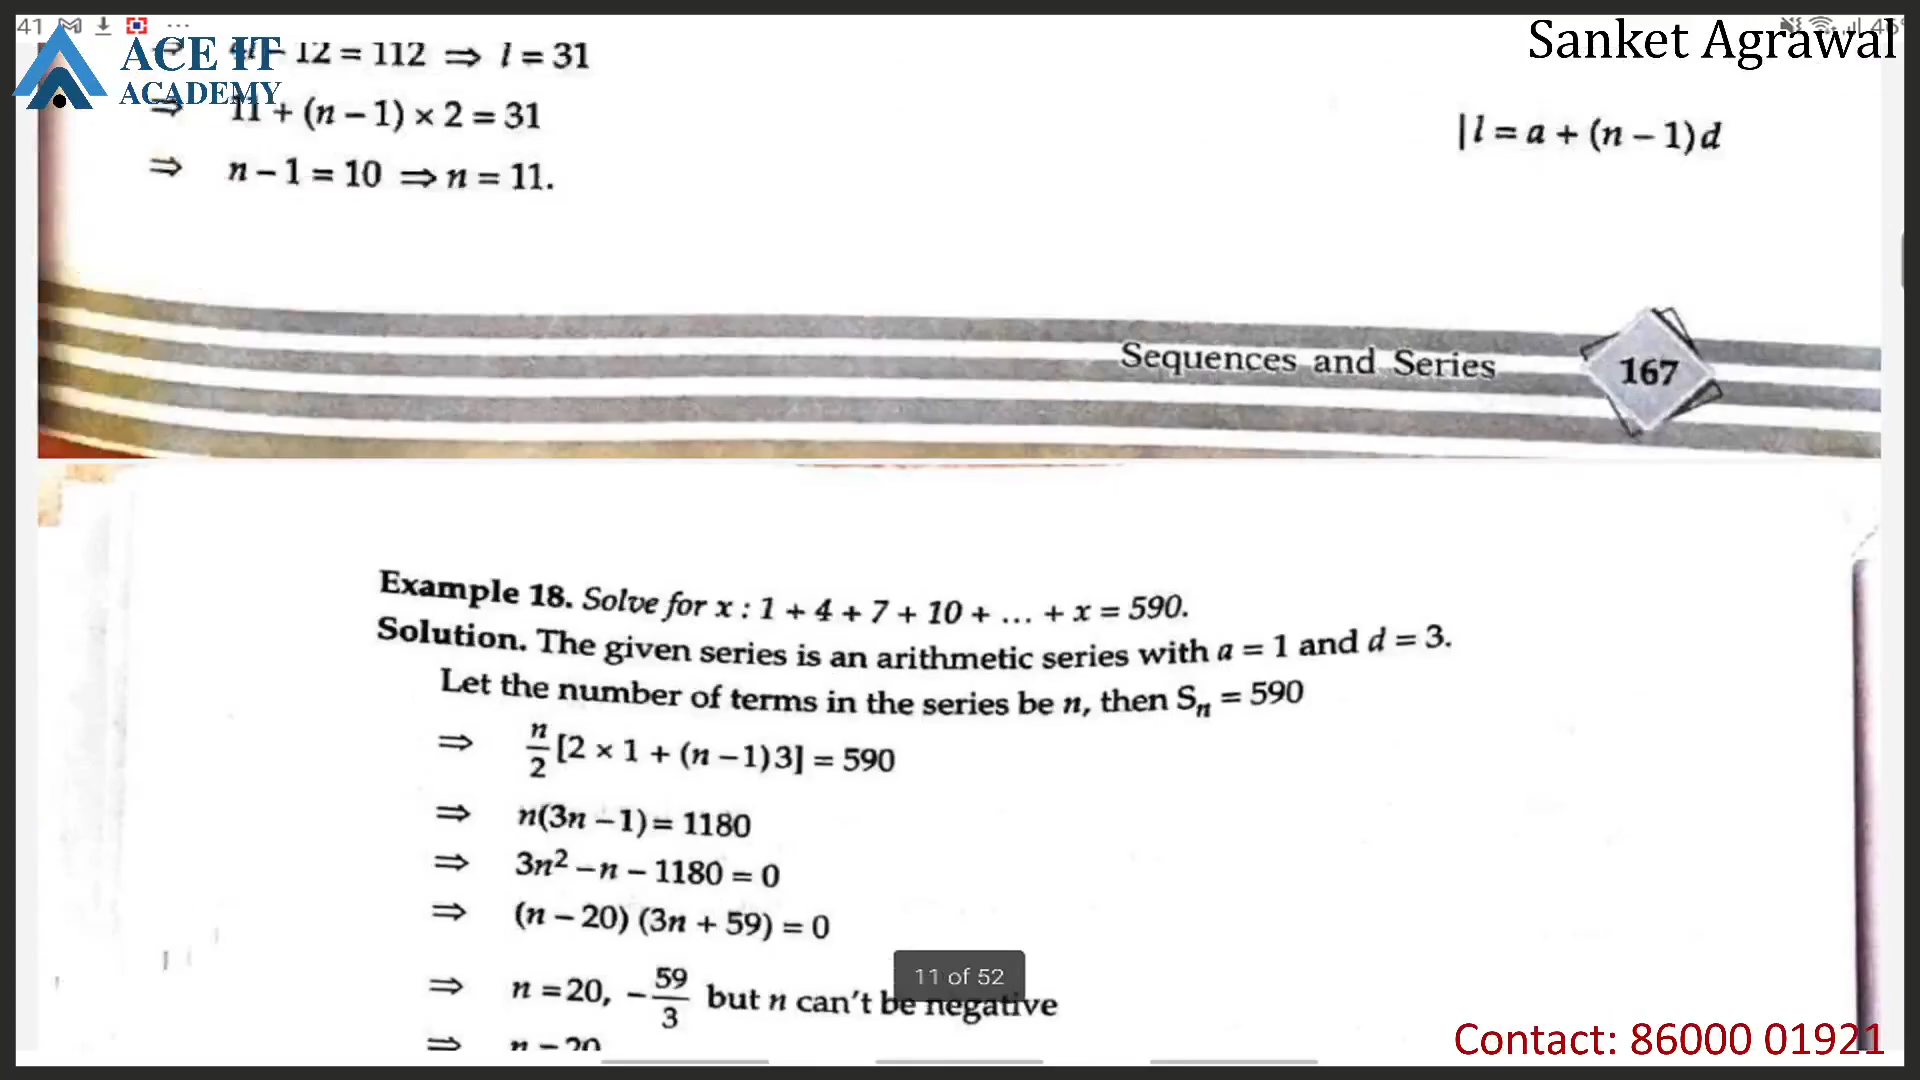 41
ACE IT
ACADEMY
Sanket Agrawal
12 = 112 ⇒ l = 31
⇒ 11 + (n – 1) × 2 = 31
|l = a + (n – 1)d
⇒ n – 1 = 10 ⇒ n = 11.
Sequences and Series 167
Example 18. Solve for x : 1 + 4 + 7 + 10 + ... + x = 590.
Solution. The given series is an arithmetic series with a = 1 and d = 3.
Let the number of terms in the series be n, then Sₙ = 590
⇒ n/2 [2 × 1 + (n – 1)3] = 590
⇒ n(3n – 1) = 1180
⇒ 3n² – n – 1180 = 0
⇒ (n – 20) (3n + 59) = 0
⇒ n = 20, – 59/3 but n can't be negative
11 of 52
⇒ n = 20
Contact: 86000 01921